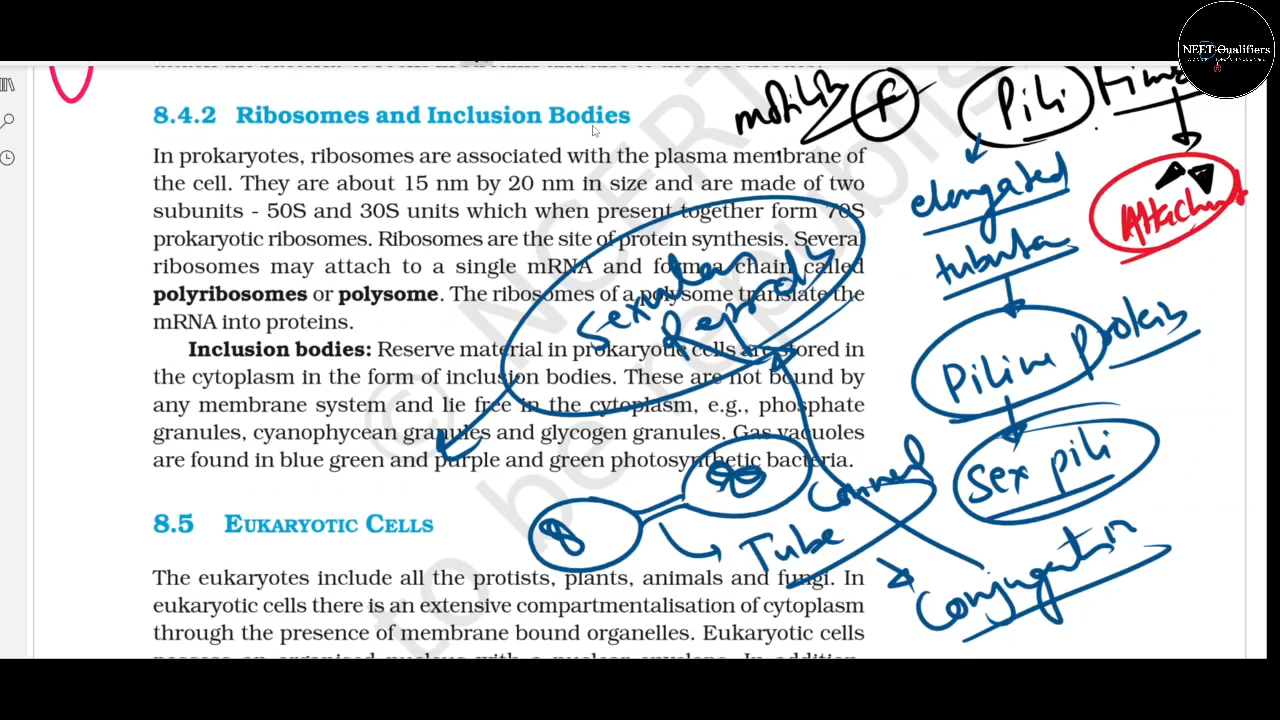 NEET Qualifiers
motility
F
Pili
elongated
tubular
Piline protein
Sex pili
Conjugation
Tube
8.4.2 Ribosomes and Inclusion Bodies
In prokaryotes, ribosomes are associated with the plasma membrane of
the cell. They are about 15 nm by 20 nm in size and are made of two
subunits - 50S and 30S units which when present together form 70S
prokaryotic ribosomes. Ribosomes are the site of protein synthesis. Several
ribosomes may attach to a single mRNA and form a chain called
polyribosomes or polysome. The ribosomes of a polysome translate the
mRNA into proteins.
Inclusion bodies: Reserve material in prokaryotic cells are stored in
the cytoplasm in the form of inclusion bodies. These are not bound by
any membrane system and lie free in the cytoplasm, e.g., phosphate
granules, cyanophycean granules and glycogen granules. Gas vacuoles
are found in blue green and purple and green photosynthetic bacteria.
8.5 Eukaryotic Cells
The eukaryotes include all the protists, plants, animals and fungi. In
eukaryotic cells there is an extensive compartmentalisation of cytoplasm
through the presence of membrane bound organelles. Eukaryotic cells
© NCERT
to be republis